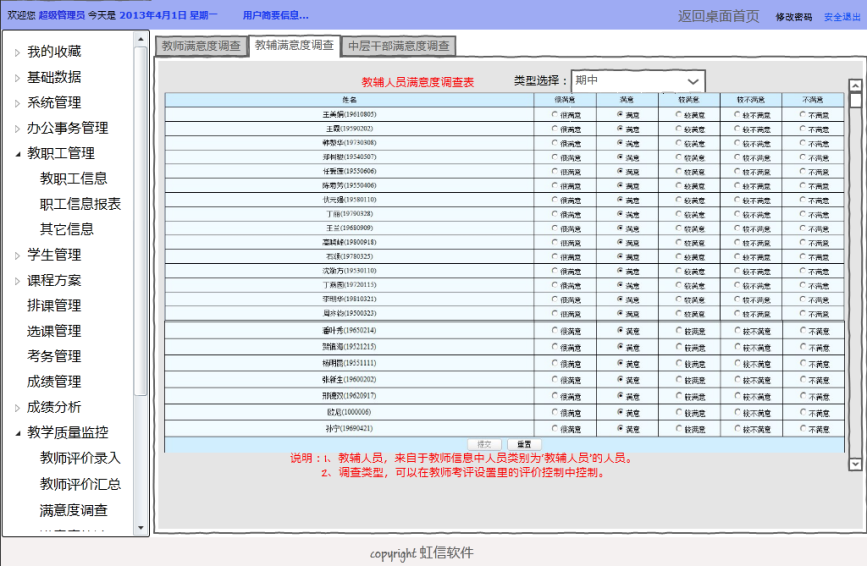 欢迎您 超级管理员 今天是 2013年4月1日 星期一 用户简要信息... 返回桌面首页 修改密码 安全退出
我的收藏
基础数据
系统管理
办公事务管理
教职工管理
教职工信息
职工信息报表
其它信息
学生管理
课程方案
排课管理
选课管理
考务管理
成绩管理
成绩分析
教学质量监控
教师评价录入
教师评价汇总
满意度调查
教师满意度调查 教辅满意度调查 中层干部满意度调查
教辅人员满意度调查表 类型选择： 期中
姓名 很满意 满意 较满意 较不满意 不满意
王美娟(19610805) 很满意 满意 较满意 较不满意 不满意
王霞(19590202) 很满意 满意 较满意 较不满意 不满意
韩黎华(19730308) 很满意 满意 较满意 较不满意 不满意
(19540507) 很满意 满意 较满意 较不满意 不满意
(19550606) 很满意 满意 较满意 较不满意 不满意
陈菊芳(19550406) 很满意 满意 较满意 较不满意 不满意
(19580110) 很满意 满意 较满意 较不满意 不满意
丁丽(19790328) 很满意 满意 较满意 较不满意 不满意
王兰(19680909) 很满意 满意 较满意 较不满意 不满意
(19800918) 很满意 满意 较满意 较不满意 不满意
(19780325) 很满意 满意 较满意 较不满意 不满意
(19530110) 很满意 满意 较满意 较不满意 不满意
(19720113) 很满意 满意 较满意 较不满意 不满意
李明华(19810321) 很满意 满意 较满意 较不满意 不满意
(19500323) 很满意 满意 较满意 较不满意 不满意
潘叶秀(19650214) 很满意 满意 较满意 较不满意 不满意
(19521215) 很满意 满意 较满意 较不满意 不满意
杨明昌(19551111) 很满意 满意 较满意 较不满意 不满意
张新生(19600202) 很满意 满意 较满意 较不满意 不满意
(19620917) 很满意 满意 较满意 较不满意 不满意
(1000006) 很满意 满意 较满意 较不满意 不满意
孙宁(19690421) 很满意 满意 较满意 较不满意 不满意
提交 重置
说明：1、教辅人员，来自于教师信息中人员类别为'教辅人员'的人员。
2、调查类型，可以在教师考评设置里的评价控制中控制。
copyright 虹信软件